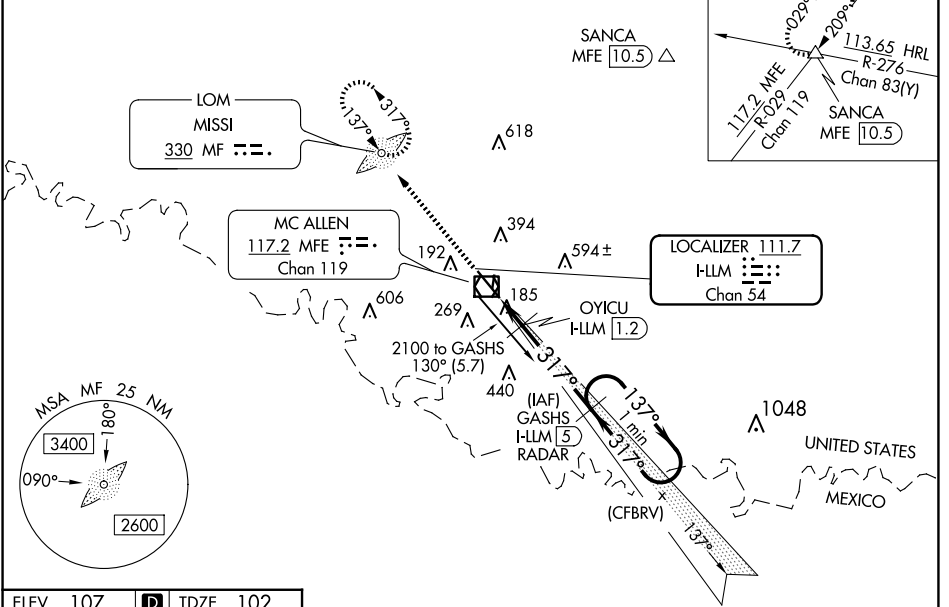 SANCA
MFE 10.5
029°
209°
113.65 HRL
R-276
Chan 83(Y)
117.2 MFE
R-029
Chan 119
SANCA
MFE 10.5
LOM
MISSI
330 MF
137°
317°
618
MC ALLEN
117.2 MFE
Chan 119
192
394
594±
LOCALIZER 111.7
I-LLM
Chan 54
606
269
185
OYICU
I-LLM 1.2
2100 to GASHS
130° (5.7)
440
317°
(IAF)
GASHS
I-LLM 5
RADAR
137°
1 min
317°
1048
UNITED STATES
MEXICO
(CFBRV)
137°
MSA MF 25 NM
180°
3400
090°
2600
ELEV 107 D TDZE 102